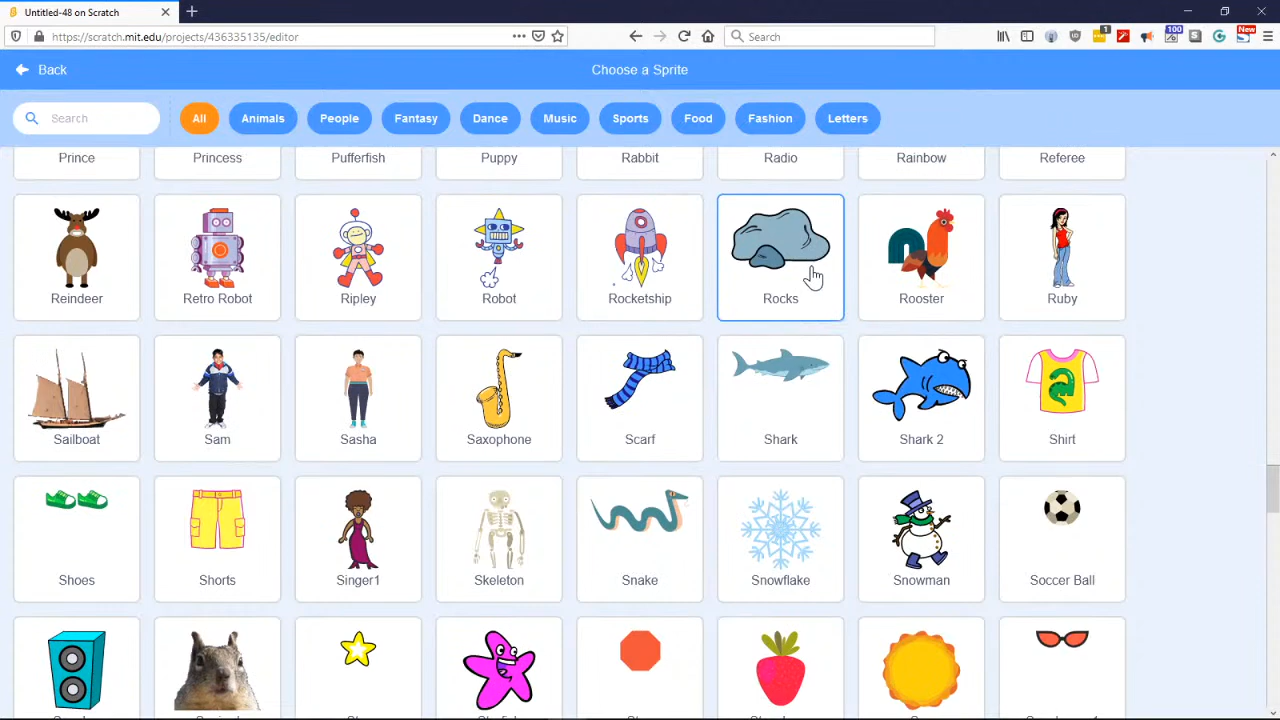 Untitled-48 on Scratch
https://scratch.mit.edu/projects/436335135/editor
Search
1
100
New
Back
Choose a Sprite
Search
All
Animals
People
Fantasy
Dance
Music
Sports
Food
Fashion
Letters
Prince
Princess
Pufferfish
Puppy
Rabbit
Radio
Rainbow
Referee
Reindeer
Retro Robot
Ripley
Robot
Rocketship
Rocks
Rooster
Ruby
Sailboat
Sam
Sasha
Saxophone
Scarf
Shark
Shark 2
Shirt
Shoes
Shorts
Singer1
Skeleton
Snake
Snowflake
Snowman
Soccer Ball